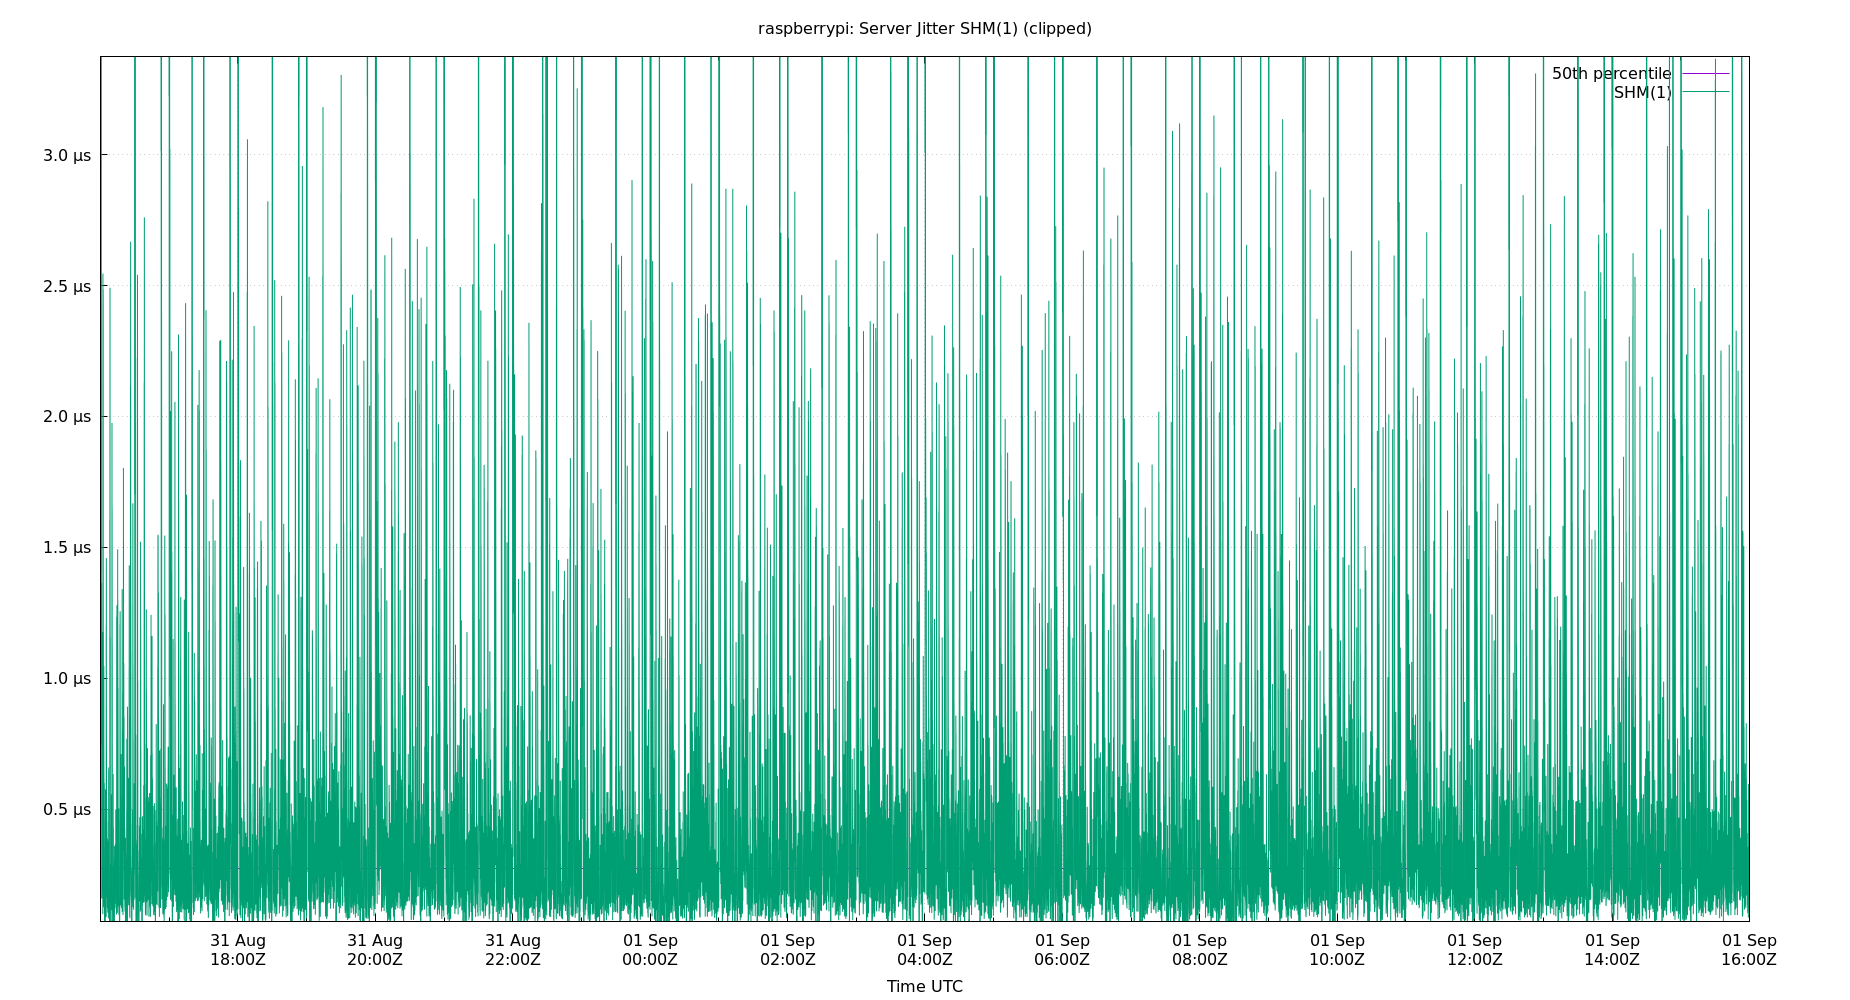 raspberrypi: Server Jitter SHM(1) (clipped)
50th percentile
SHM(1)
3.0 µs
2.5 µs
2.0 µs
1.5 µs
1.0 µs
0.5 µs
31 Aug 31 Aug 31 Aug 01 Sep 01 Sep 01 Sep 01 Sep 01 Sep 01 Sep 01 Sep 01 Sep 01 Sep
18:00Z 20:00Z 22:00Z 00:00Z 02:00Z 04:00Z 06:00Z 08:00Z 10:00Z 12:00Z 14:00Z 16:00Z
Time UTC